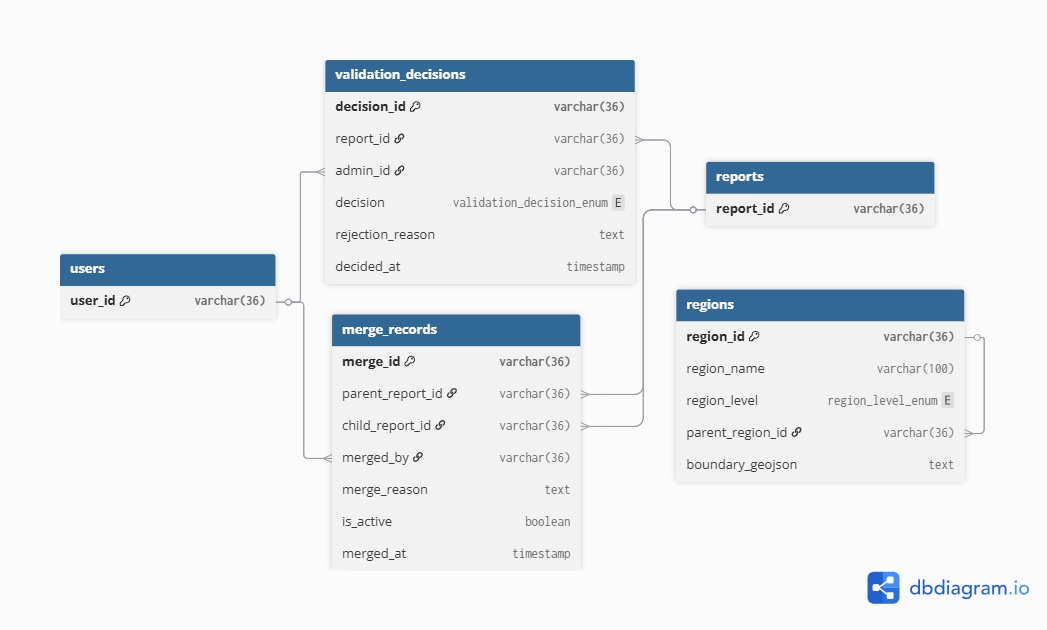 validation_decisions
decision_id varchar(36)
report_id varchar(36)
admin_id varchar(36)
decision validation_decision_enum E
rejection_reason text
decided_at timestamp
reports
report_id varchar(36)
users
user_id varchar(36)
merge_records
merge_id varchar(36)
parent_report_id varchar(36)
child_report_id varchar(36)
merged_by varchar(36)
merge_reason text
is_active boolean
merged_at timestamp
regions
region_id varchar(36)
region_name varchar(100)
region_level region_level_enum E
parent_region_id varchar(36)
boundary_geojson text
dbdiagram.io